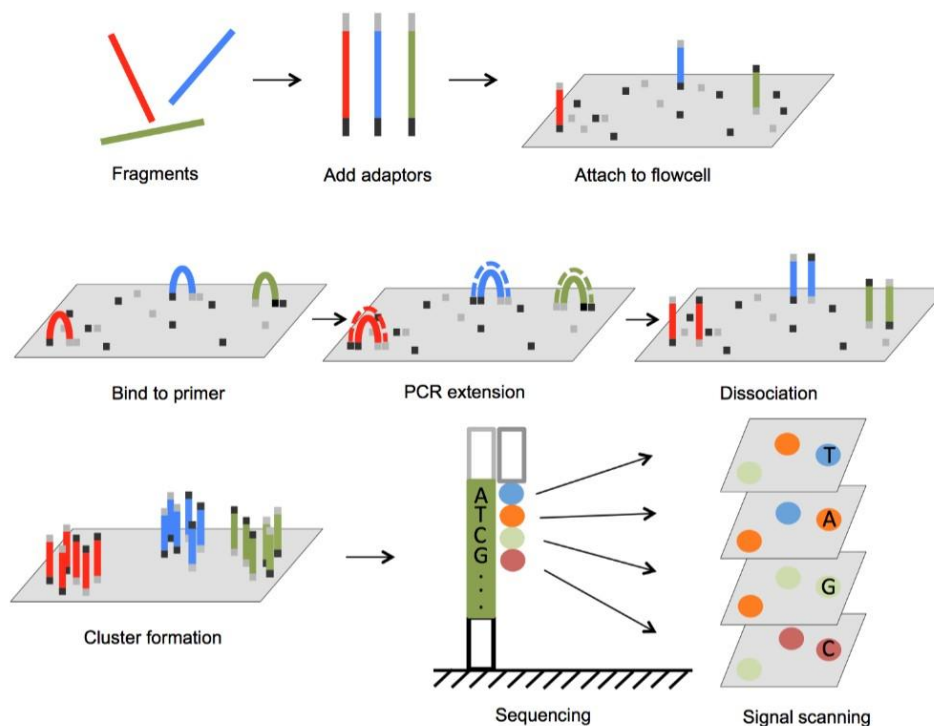 Fragments
Add adaptors
Attach to flowcell
Bind to primer
PCR extension
Dissociation
A
T
C
G
.
.
.
T
A
G
C
Cluster formation
Sequencing
Signal scanning